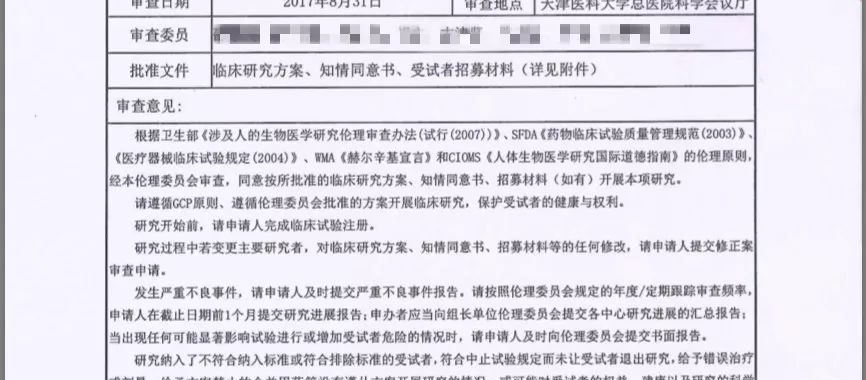 审查日期 2017年8月31日 审查地点 天津医科大学总医院科学会议厅
审查委员
批准文件 临床研究方案、知情同意书、受试者招募材料（详见附件）
审查意见：
根据卫生部《涉及人的生物医学研究伦理审查办法(试行(2007))》、SFDA《药物临床试验质量管理规范(2003)》、
《医疗器械临床试验规定(2004)》、WMA《赫尔辛基宣言》和CIOMS《人体生物医学研究国际道德指南》的伦理原则，
经本伦理委员会审查，同意按所批准的临床研究方案、知情同意书、招募材料（如有）开展本项研究。
请遵循GCP原则、遵循伦理委员会批准的方案开展临床研究，保护受试者的健康与权利。
研究开始前，请申请人完成临床试验注册。
研究过程中若变更主要研究者，对临床研究方案、知情同意书、招募材料等的任何修改，请申请人提交修正案
审查申请。
发生严重不良事件，请申请人及时提交严重不良事件报告。请按照伦理委员会规定的年度/定期跟踪审查频率，
申请人在截止日期前1个月提交研究进展报告；申办者应当向组长单位伦理委员会提交各中心研究进展的汇总报告；
当出现任何可能显著影响试验进行或增加受试者危险的情况时，请申请人及时向伦理委员会提交书面报告。
研究纳入了不符合纳入标准或符合排除标准的受试者，符合中止试验规定而未让受试者退出研究，给予错误治疗